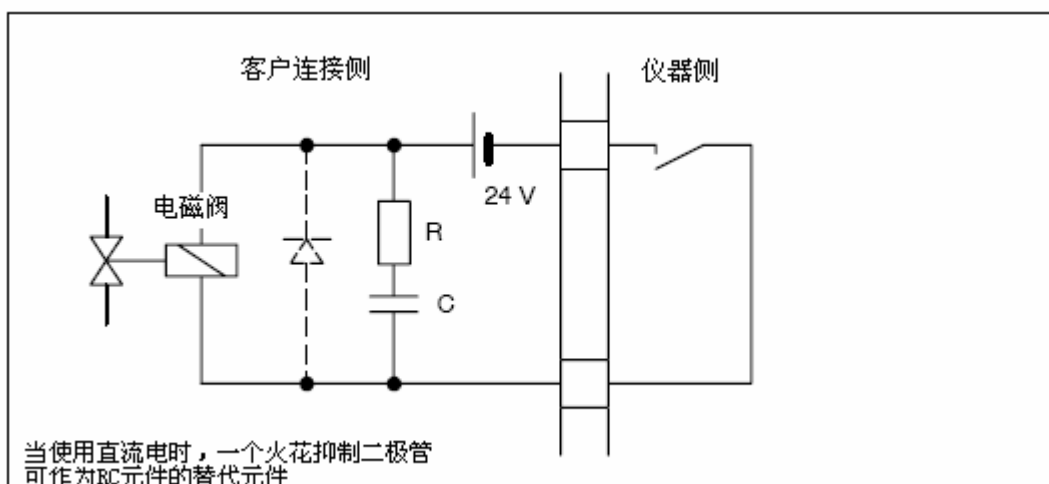 客户连接侧
仪器侧
24 V
电磁阀
R
C
当使用直流电时，一个火花抑制二极管
可作为RC元件的替代元件